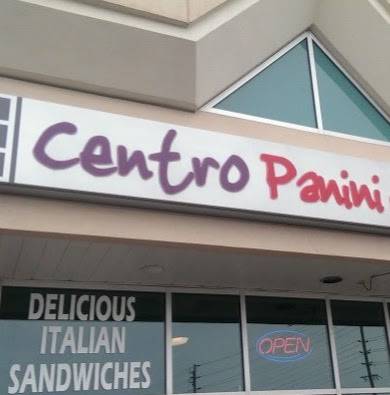 Centro Panini
DELICIOUS
ITALIAN
SANDWICHES
OPEN